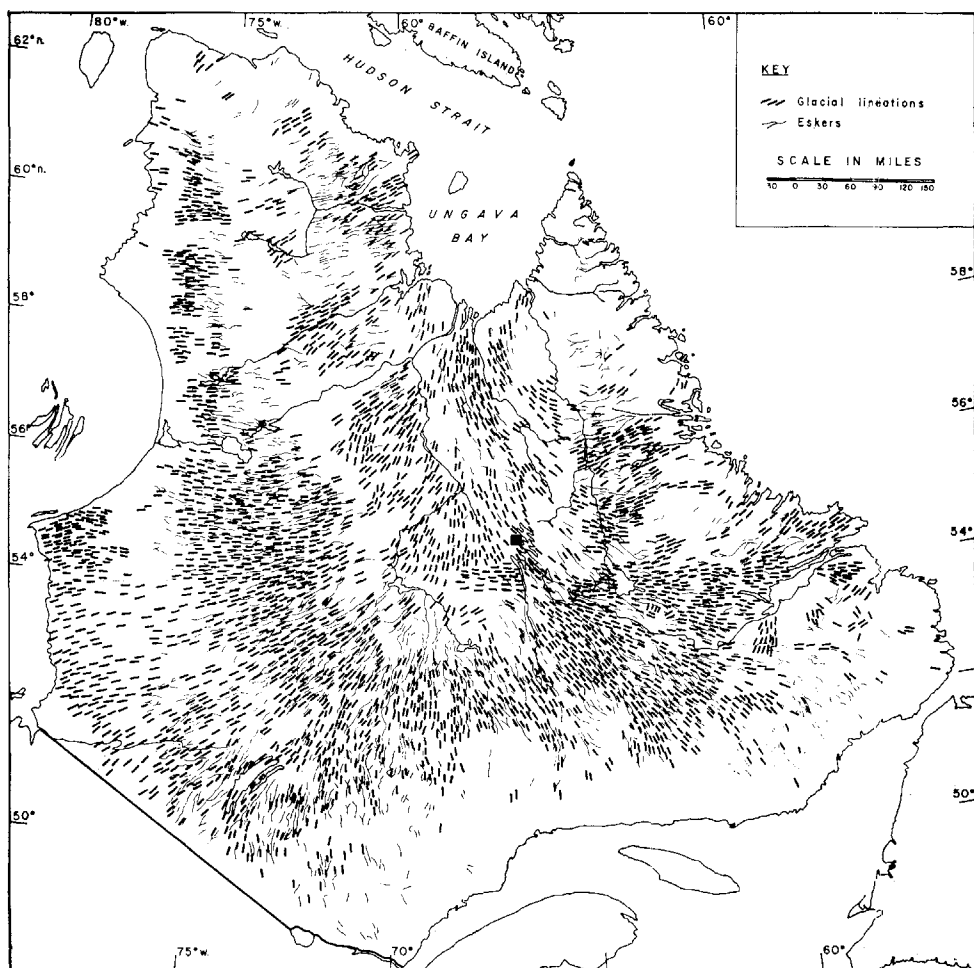 80°w.
75°w.
60°
60°
62°n.
BAFFIN ISLAND
HUDSON STRAIT
KEY
Glacial lineations
Eskers
SCALE IN MILES
30 0 30 60 90 120 150
60°n.
UNGAVA
BAY
58°
58°
56°
56°
54°
54°
52°
50°
50°
75°w.
70°
60°